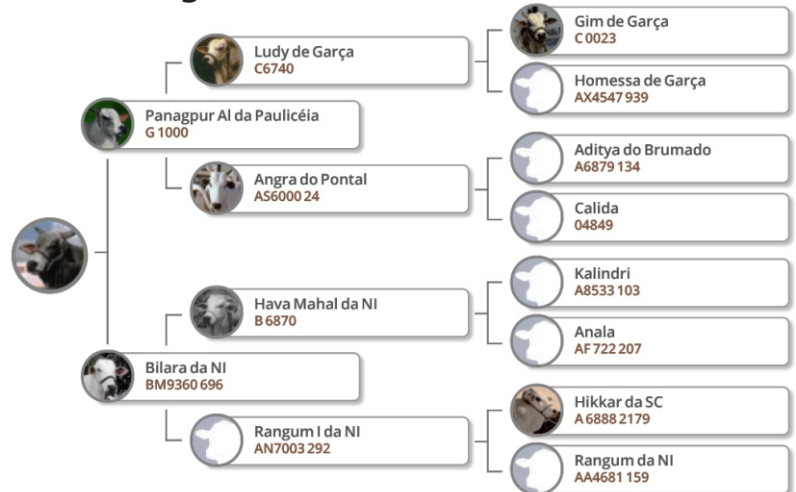 Gim de Garça
C 0023
Ludy de Garça
C6740
Homessa de Garça
AX4547 939
Panagpur Al da Paulicéia
G 1000
Aditya do Brumado
A6879 134
Angra do Pontal
AS6000 24
Calida
04849
Kalindri
A8533 103
Hava Mahal da NI
B 6870
Anala
AF 722 207
Bilara da NI
BM9360 696
Hikkar da SC
A 6888 2179
Rangum I da NI
AN7003 292
Rangum da NI
AA4681 159